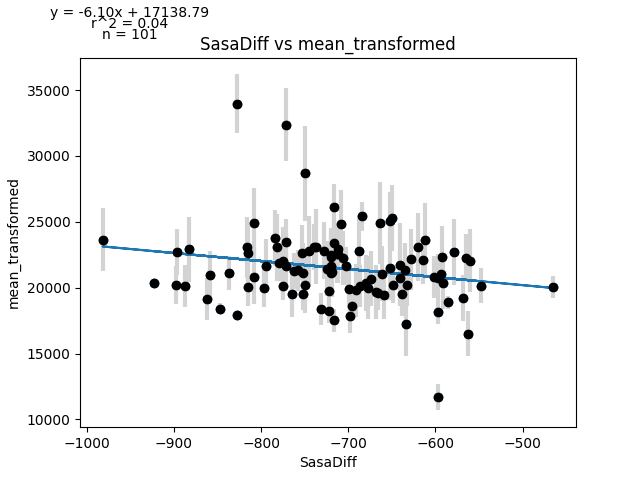 y = -6.10x + 17138.79
r^2 = 0.04
n = 101
SasaDiff vs mean_transformed
mean_transformed
35000
30000
25000
20000
15000
10000
−1000
−900
−800
−700
−600
−500
SasaDiff